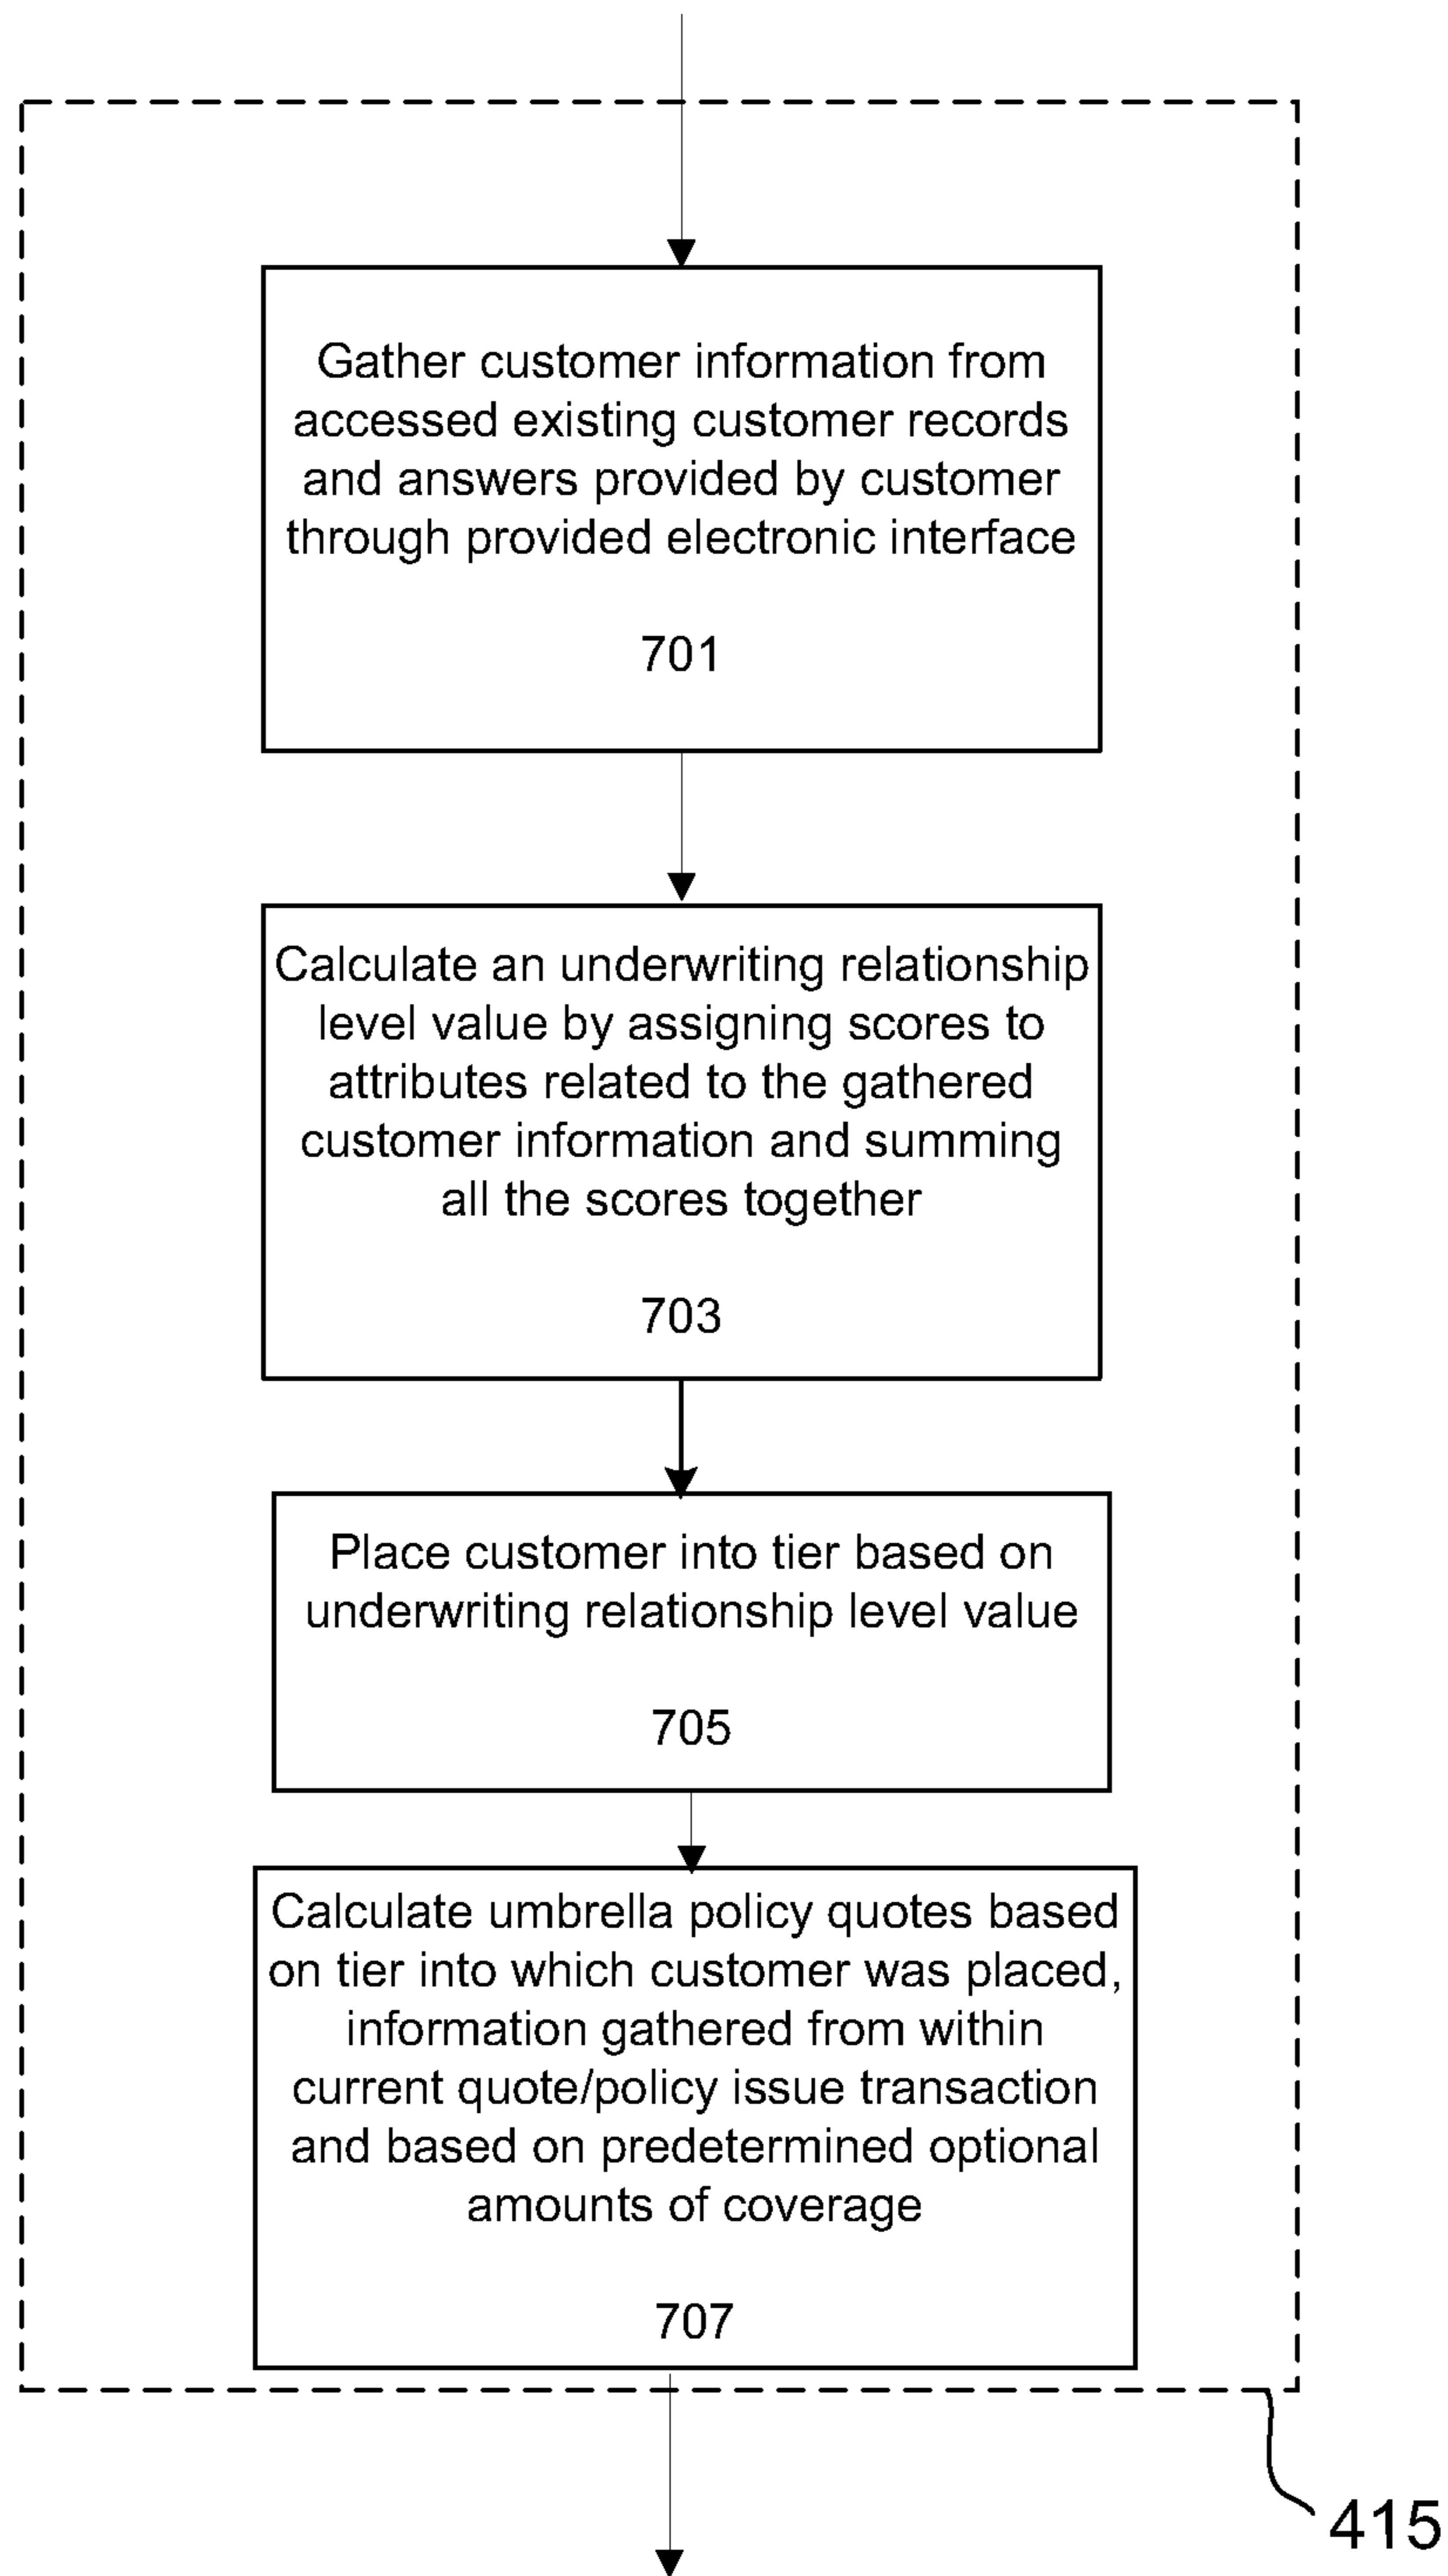 Gather customer information from
accessed existing customer records
and answers provided by customer
through provided electronic interface
701
Calculate an underwriting relationship
level value by assigning scores to
attributes related to the gathered
customer information and summing
all the scores together
703
Place customer into tier based on
underwriting relationship level value
705
Calculate umbrella policy quotes based
on tier into which customer was placed,
information gathered from within
current quote/policy issue transaction
and based on predetermined optional
amounts of coverage
707
415